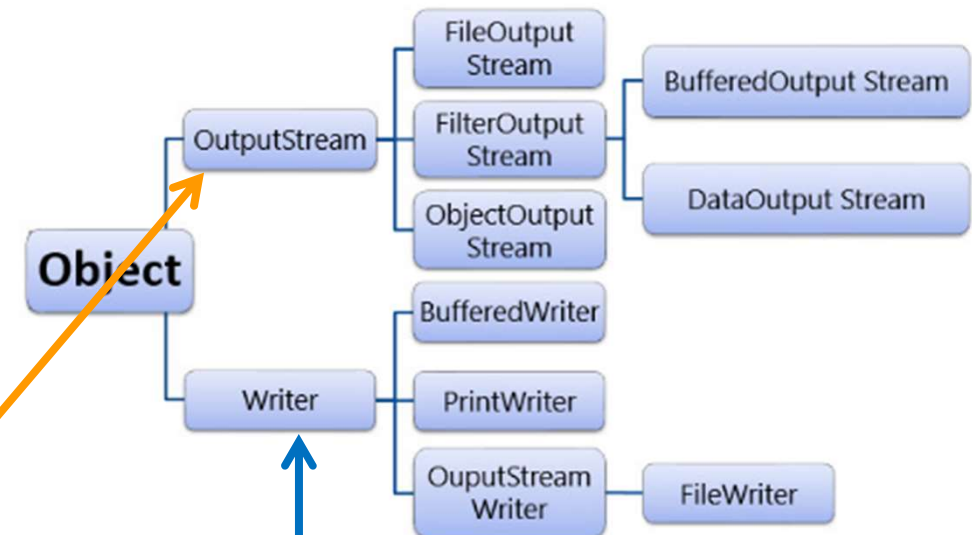 FileOutput
Stream
BufferedOutput Stream
OutputStream
FilterOutput
Stream
DataOutput Stream
ObjectOutput
Stream
Object
BufferedWriter
Writer
PrintWriter
OuputStream
Writer
FileWriter